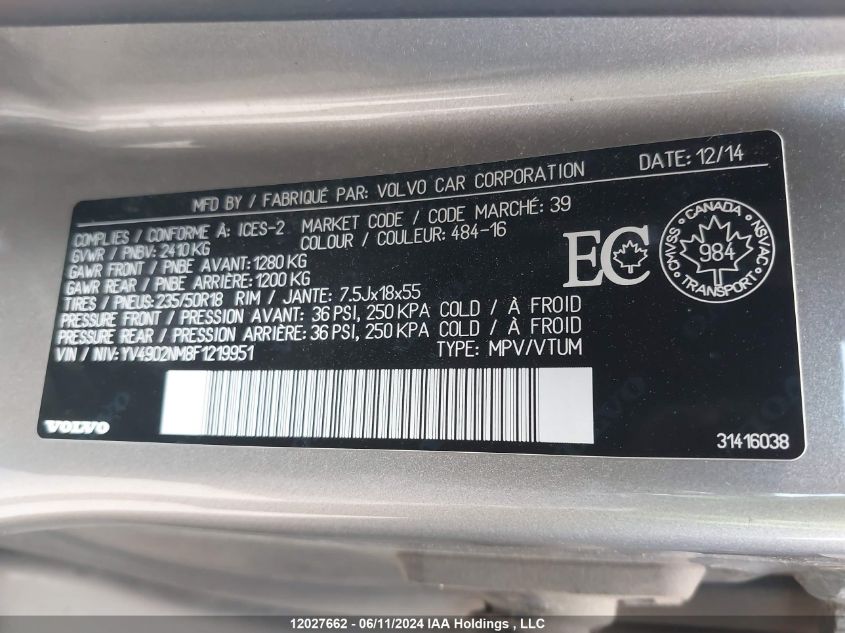 MFD BY / FABRIQUÉ PAR: VOLVO CAR CORPORATION DATE: 12/14
COMPLIES / CONFORME À: ICES-2 MARKET CODE / CODE MARCHÉ: 39
GVWR / PNBV: 2410 KG COLOUR / COULEUR: 484-16
GAWR FRONT / PNBE AVANT: 1280 KG
GAWR REAR / PNBE ARRIÈRE: 1200 KG
TIRES / PNEUS: 235/50R18 RIM / JANTE: 7.5Jx18x55
PRESSURE FRONT / PRESSION AVANT: 36 PSI, 250 KPA COLD / À FROID
PRESSURE REAR / PRESSION ARRIÈRE: 36 PSI, 250 KPA COLD / À FROID
VIN / NIV: YV4902NM8F1219951 TYPE: MPV/VTUM
EC
CANADA
CMVSS NSVAC
984
TRANSPORT
VOLVO
31416038
12027662 - 06/11/2024 IAA Holdings , LLC